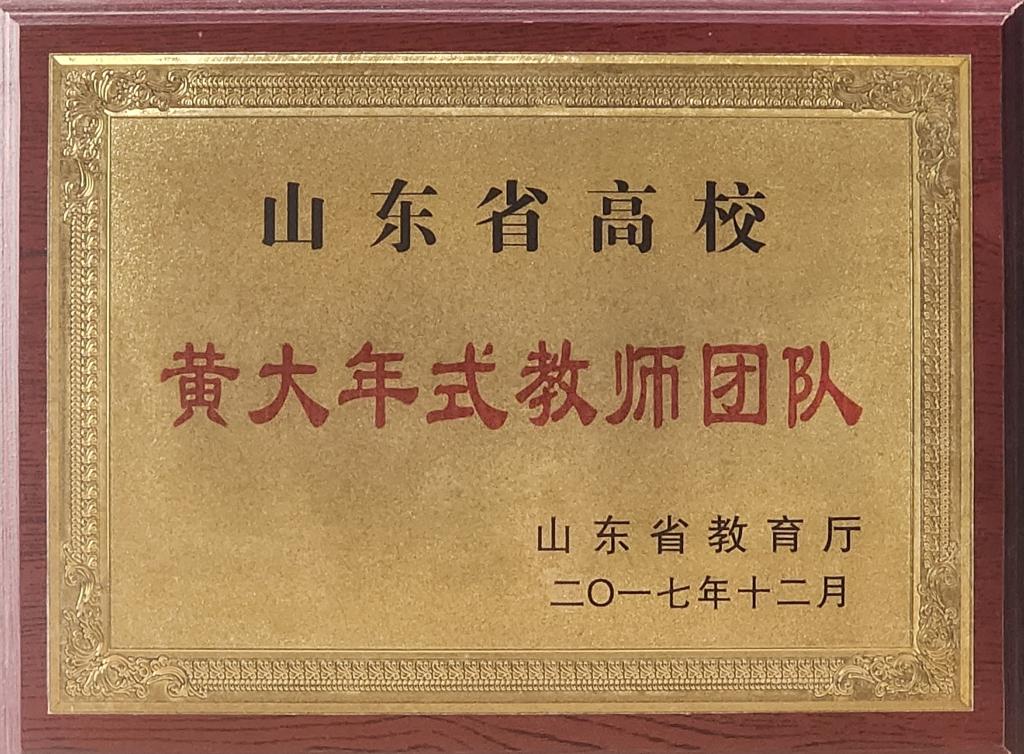 山东省高校
黄大年式教师团队
山东省教育厅
二〇一七年十二月